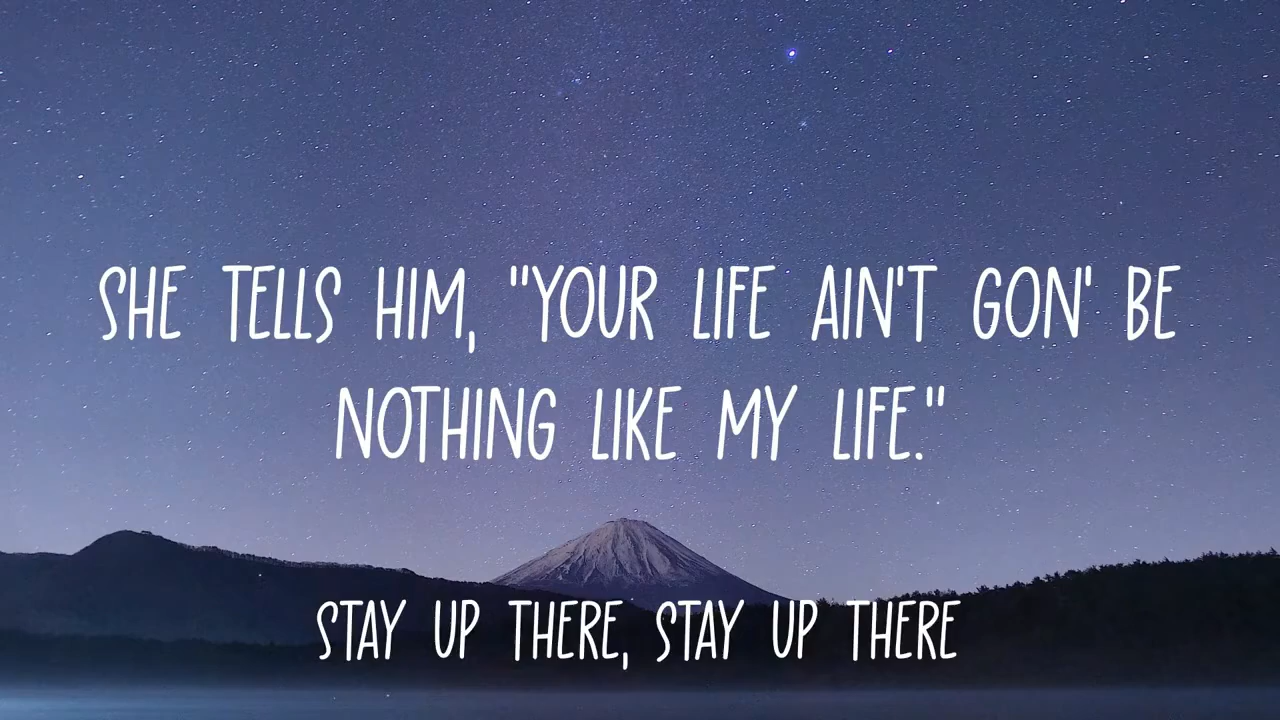 SHE TELLS HIM, "YOUR LIFE AIN'T GON' BE
NOTHING LIKE MY LIFE."
STAY UP THERE, STAY UP THERE